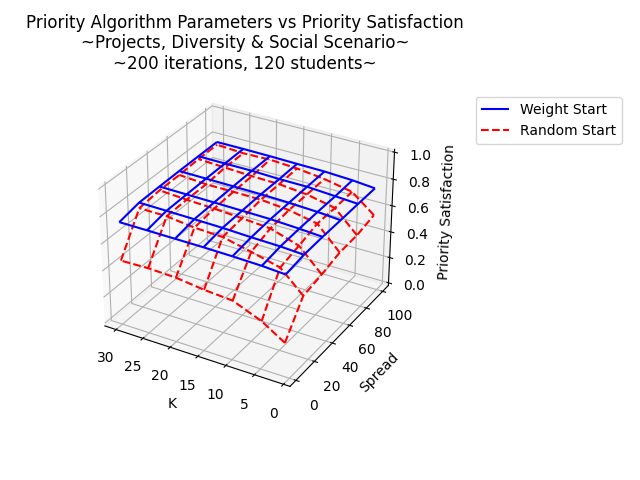 Priority Algorithm Parameters vs Priority Satisfaction
~Projects, Diversity & Social Scenario~
~200 iterations, 120 students~
Weight Start
Random Start
1.0
0.8
0.6
0.4
0.2
0.0
Priority Satisfaction
100
80
60
40
20
0
Spread
30
25
20
15
10
5
0
K